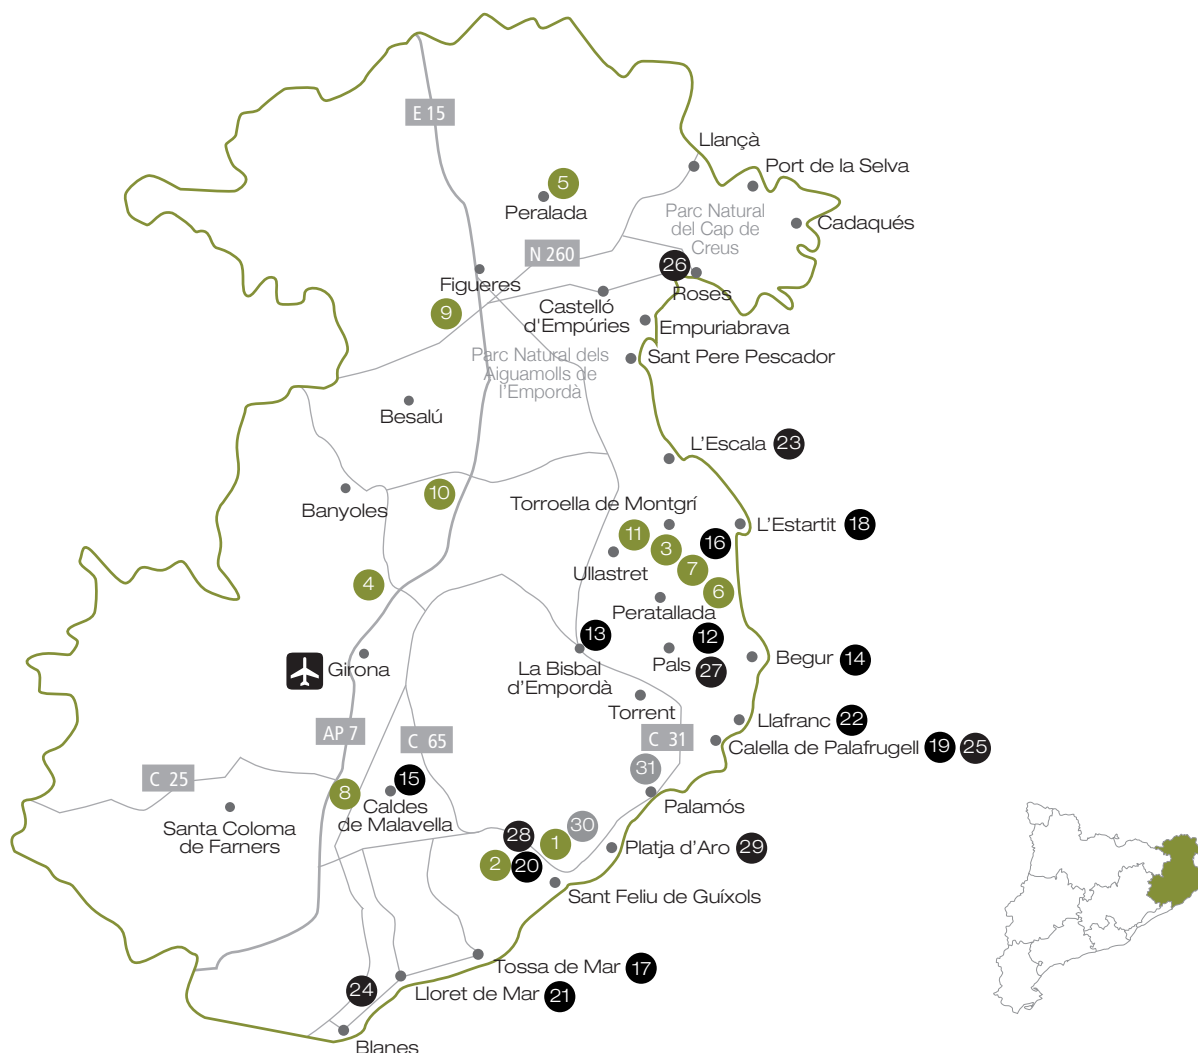 E 15
Llançà
Port de la Selva
5
Peralada
Parc Natural
del Cap de
Creus
Cadaqués
N 260
26
Roses
Figueres
Castelló
d'Empúries
9
Empuriabrava
Sant Pere Pescador
Parc Natural dels
Aiguamolls de
l'Empordà
Besalú
L'Escala 23
10
Banyoles
Torroella de Montgrí
11
3
16
L'Estartit 18
Ullastret
7
4
6
Peratallada
13
12
Girona
La Bisbal
d'Empordà
Pals
27
Begur 14
Torrent
AP 7
C 65
C 31
Llafranc 22
Calella de Palafrugell 19 25
C 25
8
15
31
Caldes
de Malavella
Palamós
Santa Coloma
de Farners
28
1
30
2
20
Platja d'Aro 29
Sant Feliu de Guíxols
Tossa de Mar 17
24
Lloret de Mar 21
Blanes